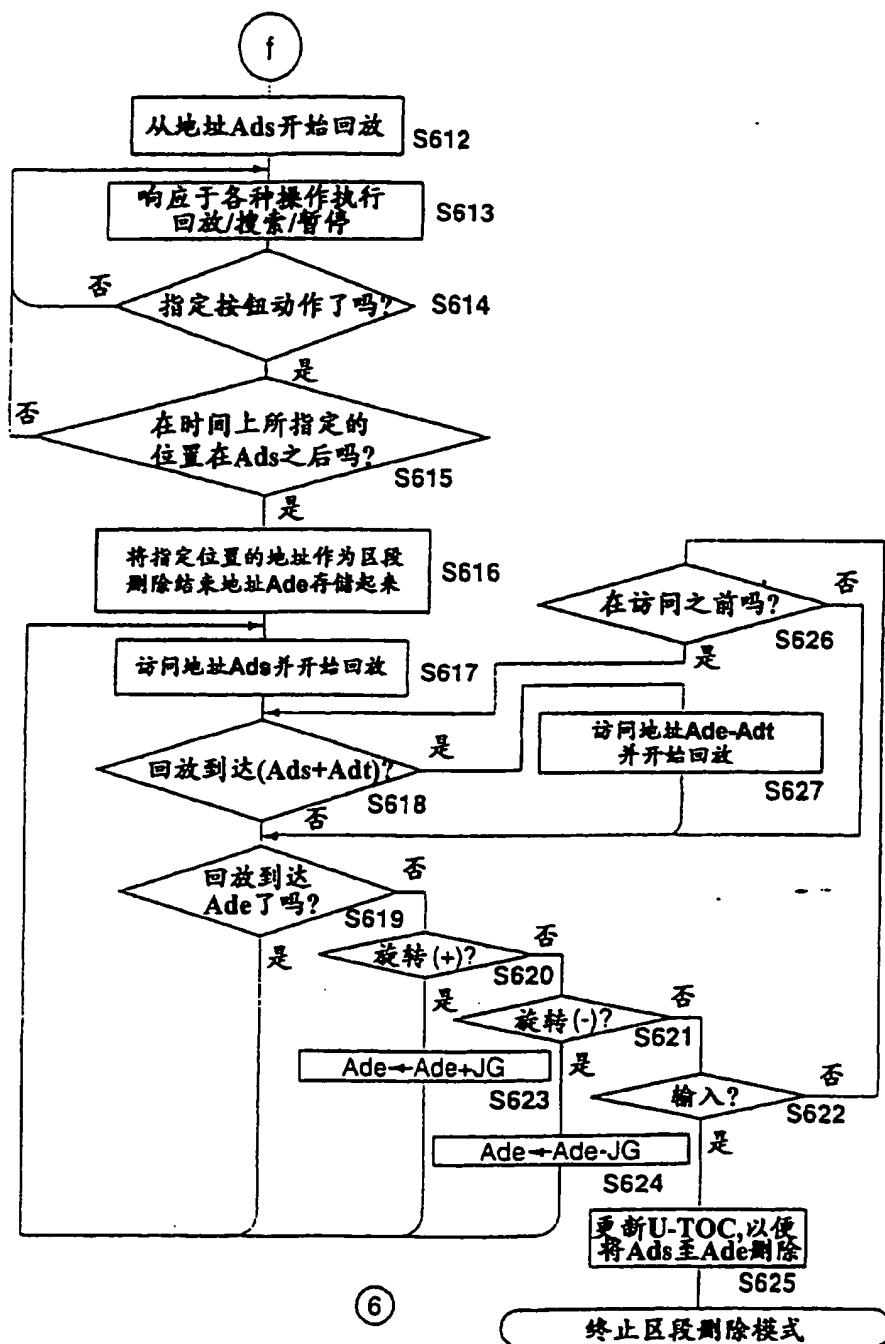 f
从地址Ads开始回放
S612
响应于各种操作执行
回放/搜索/暂停
S613
否
指定按钮动作了吗?
S614
是
否
在时间上所指定的
位置在Ads之后吗?
S615
是
将指定位置的地址作为区段
删除结束地址Ade存储起来
S616
在访问之前吗?
否
S626
是
访问地址Ads并开始回放
S617
回放到达(Ads+Adt)?
是
S618
否
访问地址Ade-Adt
并开始回放
S627
回放到达
Ade了吗?
否
S619
是
旋转(+)?
否
S620
是
旋转(-)?
否
S621
是
Ade←Ade+JG
S623
输入?
否
S622
是
Ade←Ade-JG
S624
更新U-TOC,以便
将Ads至Ade删除
S625
6
终止区段删除模式